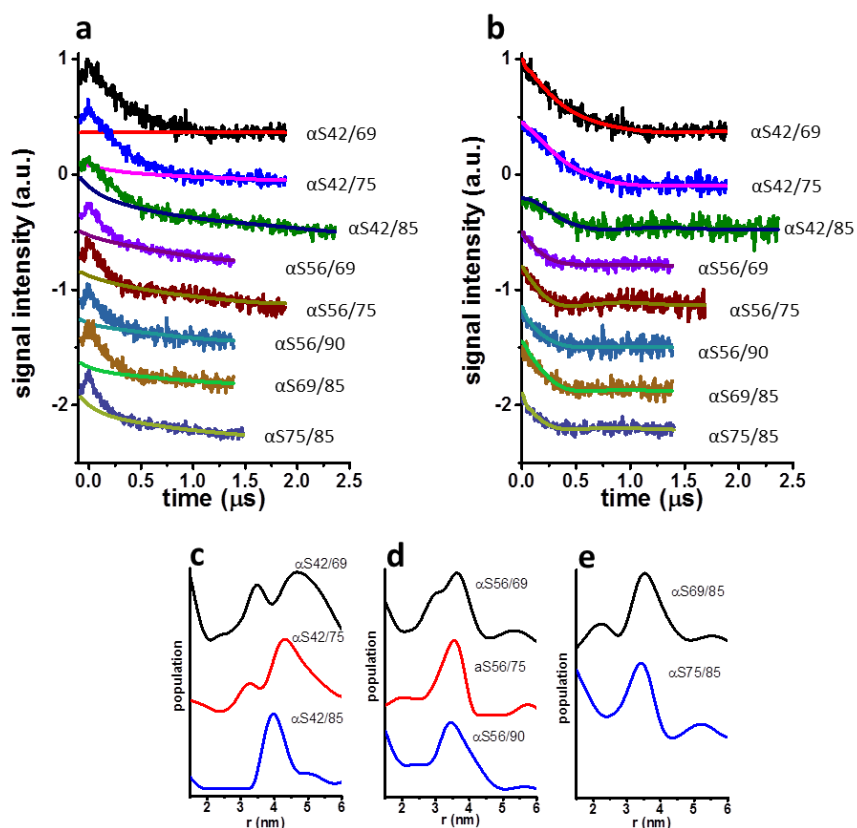 a
signal intensity (a.u.)
1
0
-1
-2
αS42/69
αS42/75
αS42/85
αS56/69
αS56/75
αS56/90
αS69/85
αS75/85
0.0 0.5 1.0 1.5 2.0 2.5
time (μs)
b
signal intensity (a.u.)
1
0
-1
-2
αS42/69
αS42/75
αS42/85
αS56/69
αS56/75
αS56/90
αS69/85
αS75/85
0.0 0.5 1.0 1.5 2.0 2.5
time (μs)
c
population
αS42/69
αS42/75
αS42/85
2 3 4 5 6
r (nm)
d
population
αS56/69
aS56/75
αS56/90
2 3 4 5 6
r (nm)
e
population
αS69/85
αS75/85
2 3 4 5 6
r (nm)